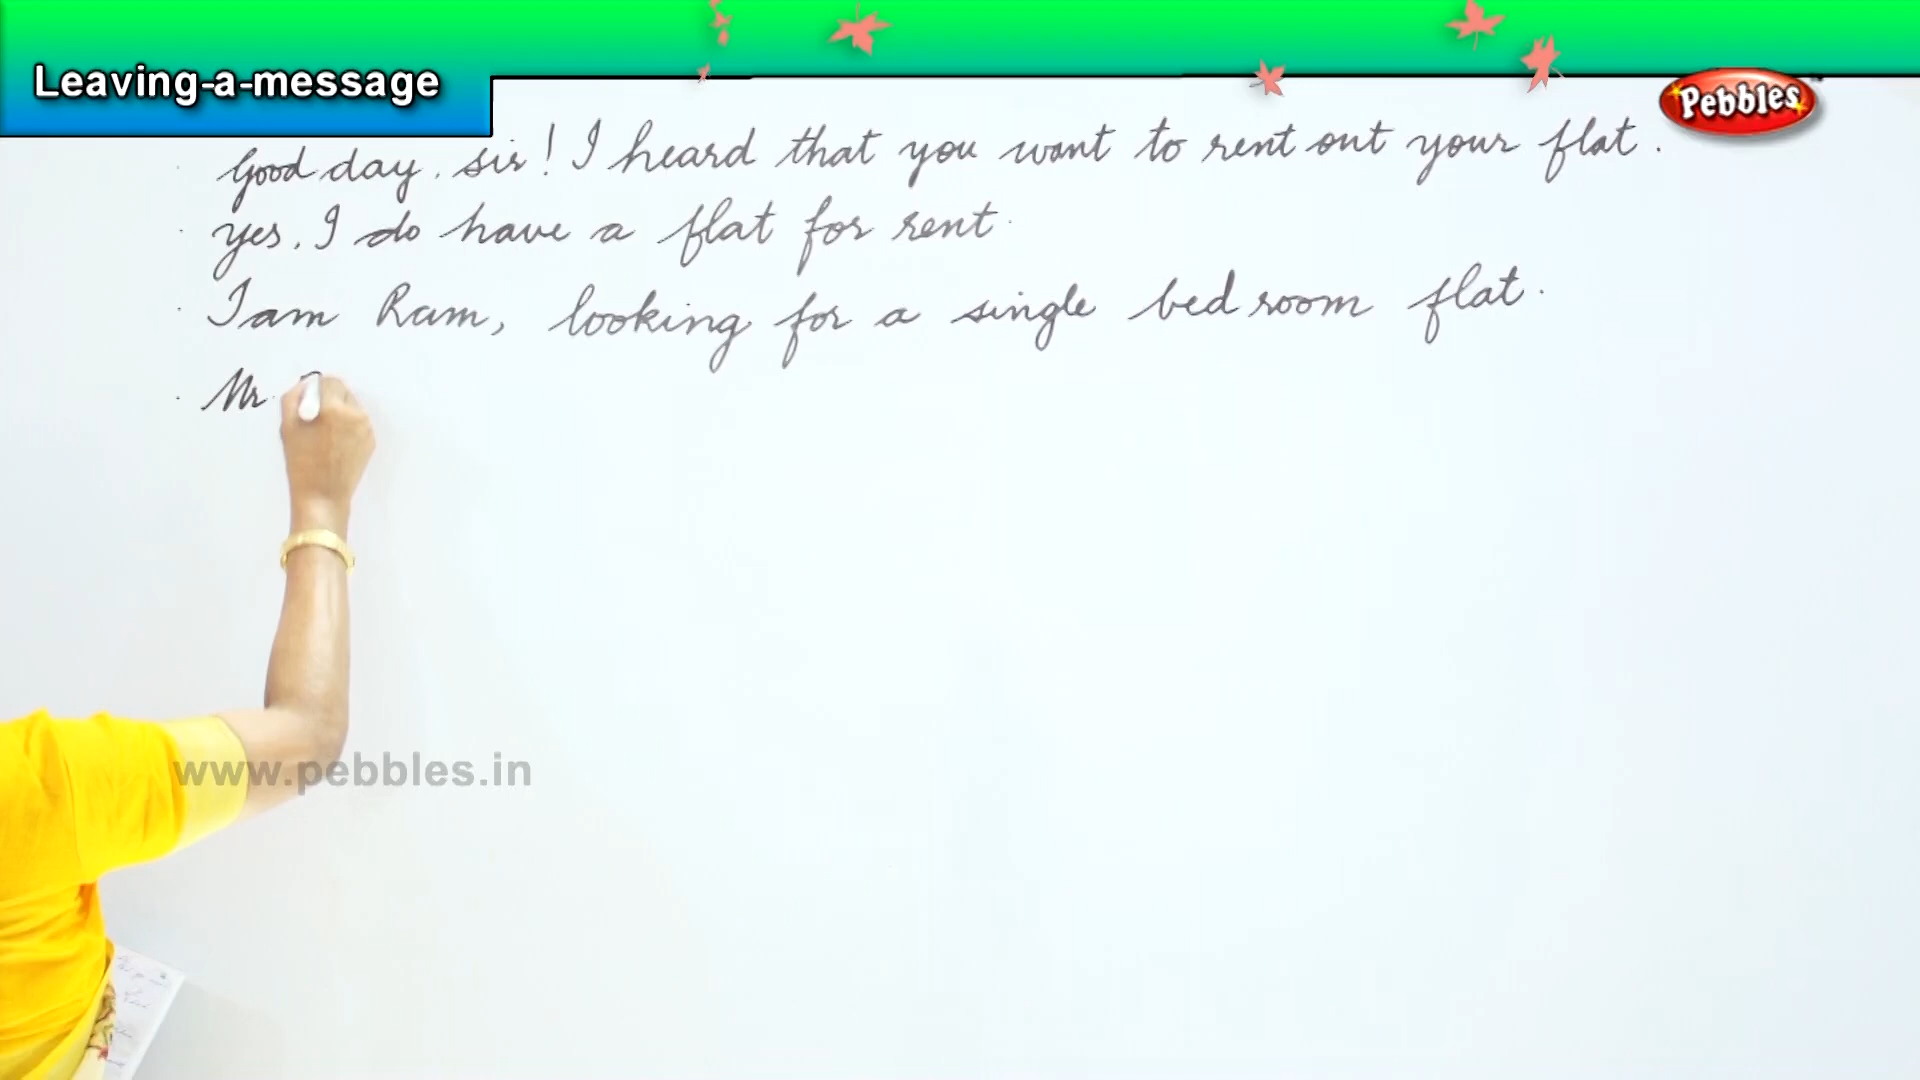 Leaving-a-message
Pebbles
Good day, sir! I heard that you want to rent out your flat.
yes, I do have a flat for rent.
I am Ram, looking for a single bed room flat.
Mr.
www.pebbles.in